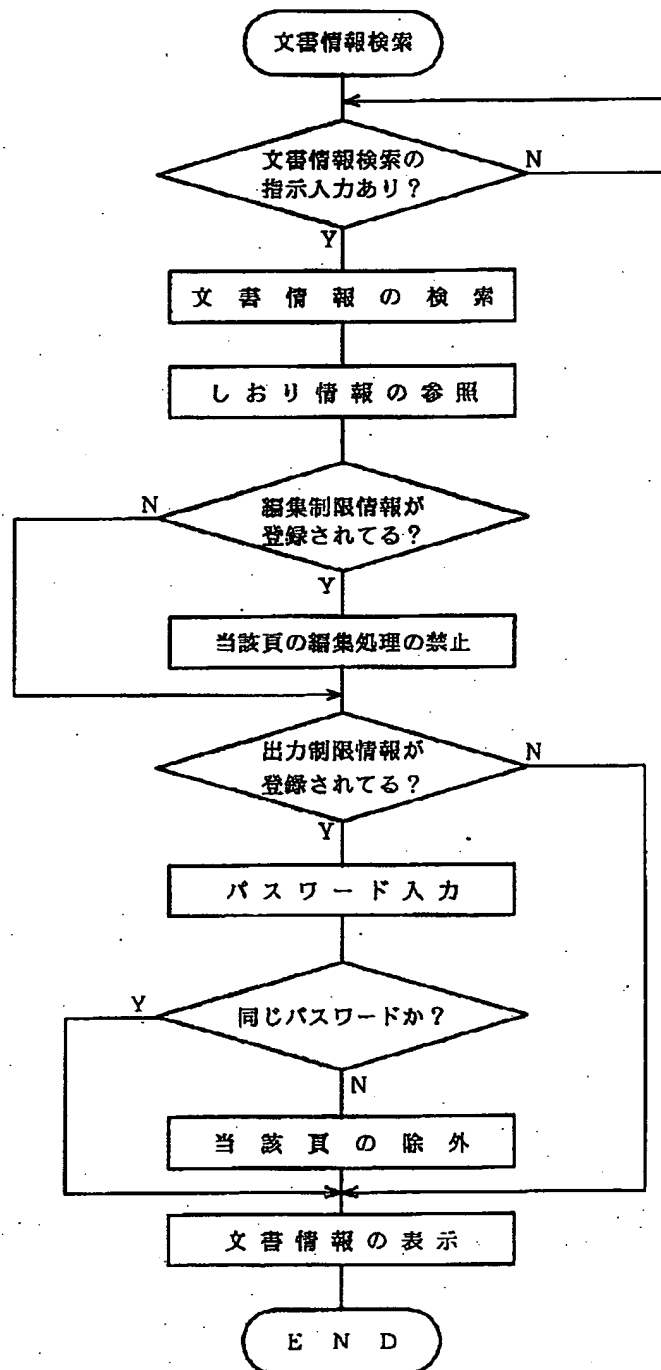 文書情報検索
文書情報検索の
指示入力あり？
N
Y
文書情報の検索
しおり情報の参照
N
編集制限情報が
登録されてる？
Y
当該頁の編集処理の禁止
出力制限情報が
登録されてる？
N
Y
パスワード入力
Y
同じパスワードか？
N
当該頁の除外
文書情報の表示
END